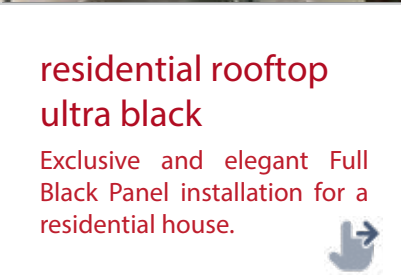 residential rooftop
ultra black
Exclusive and elegant Full
Black Panel installation for a
residential house.